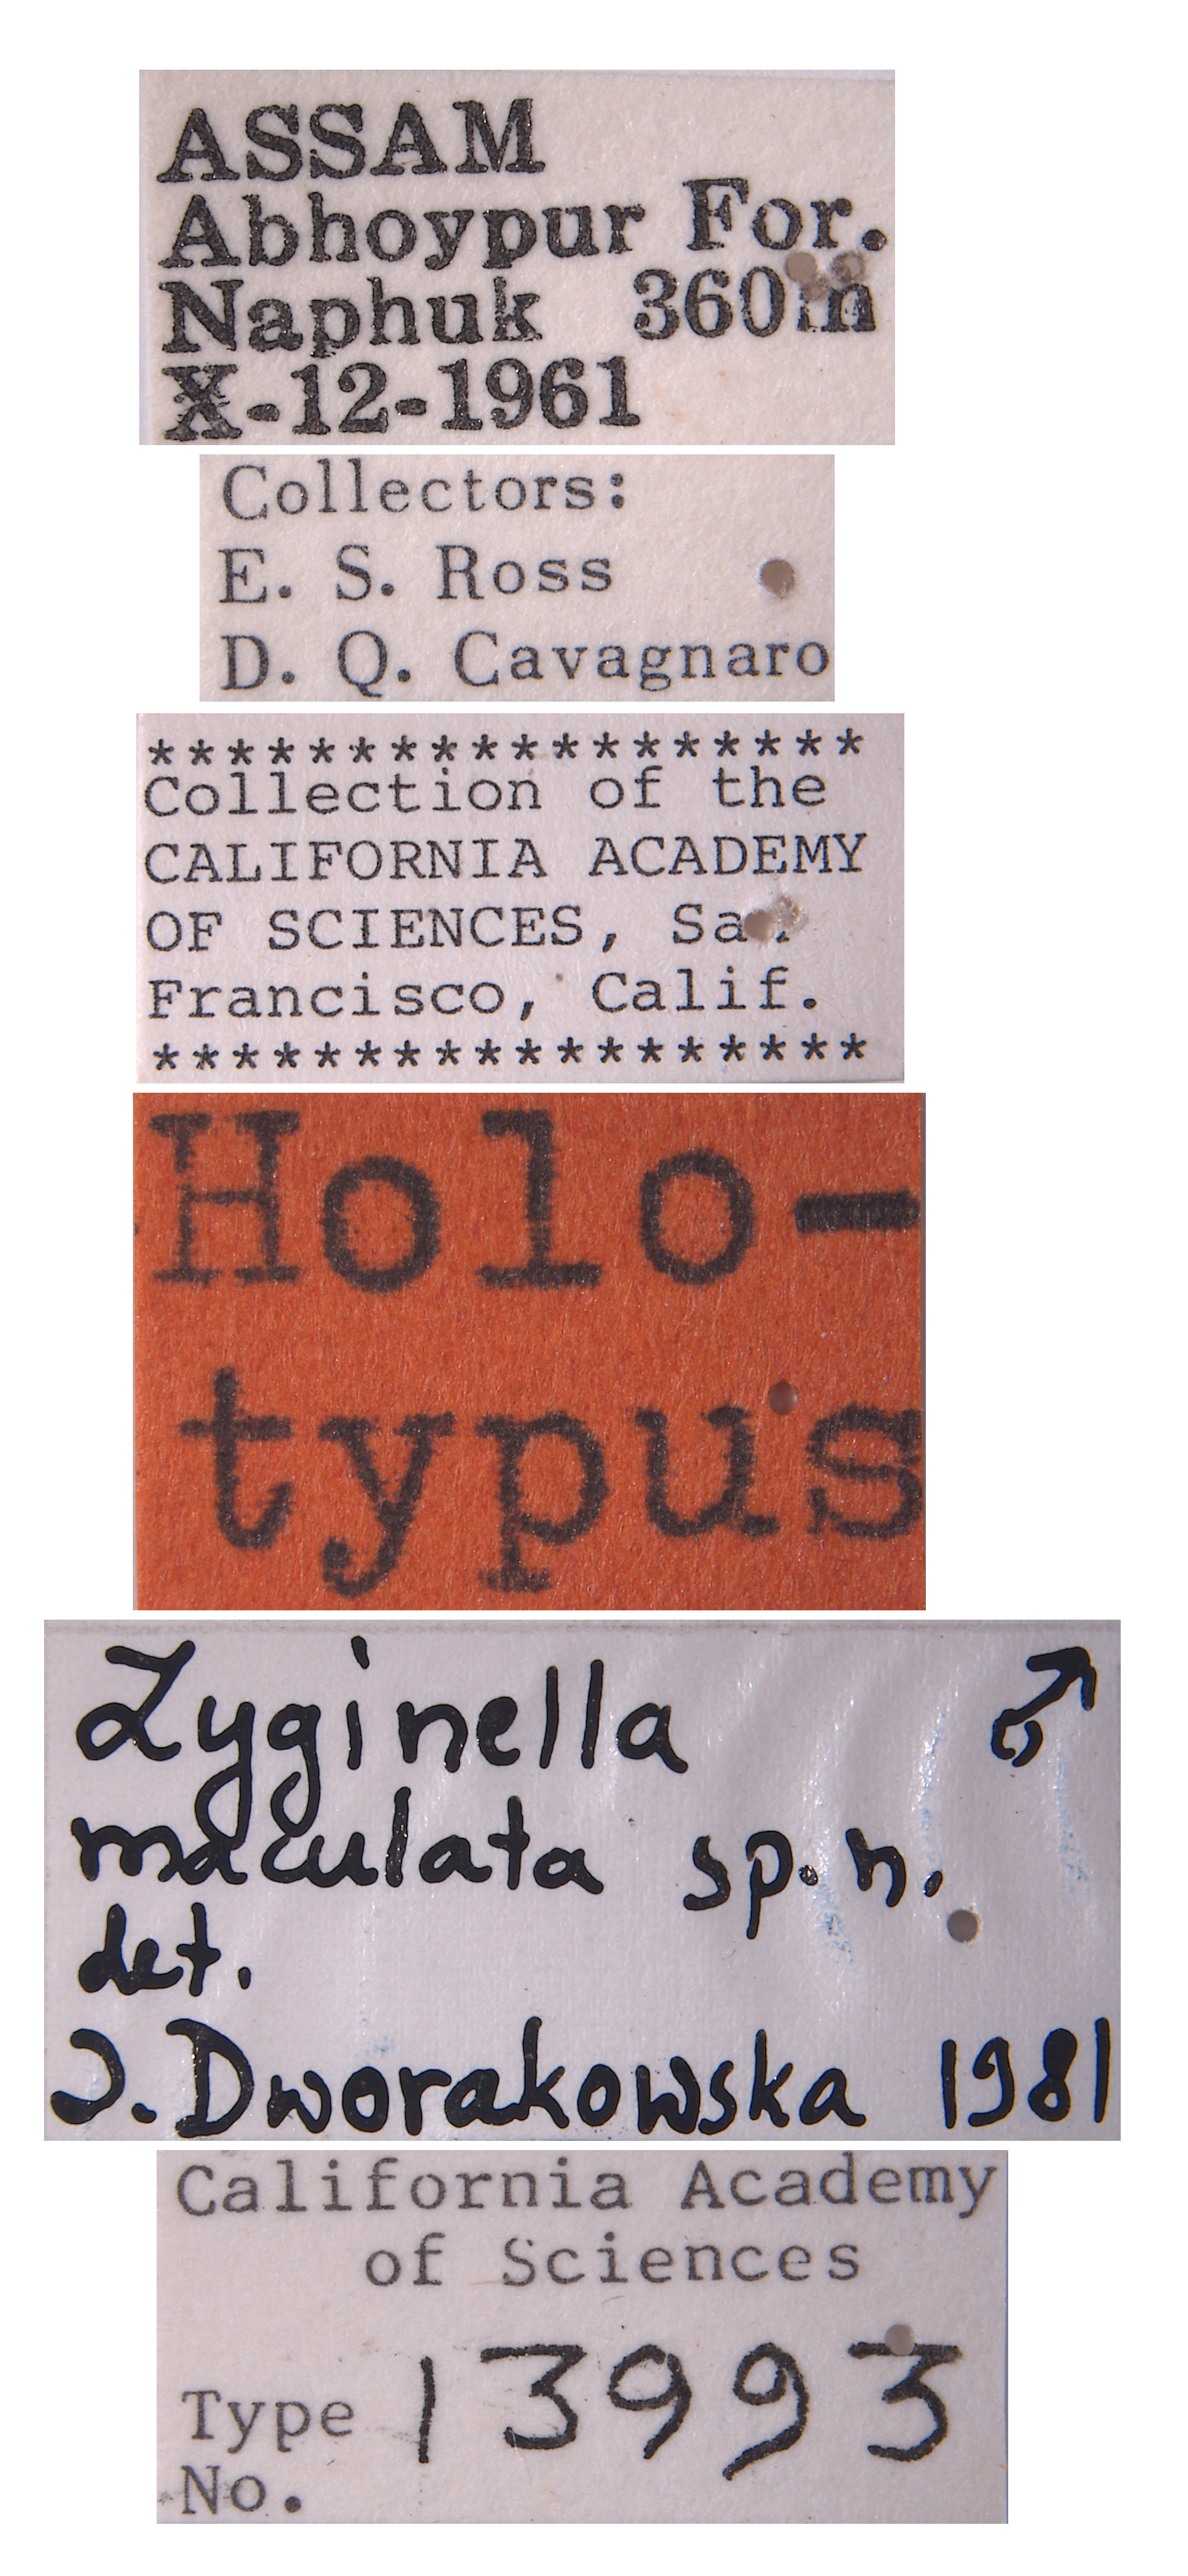 ASSAM
Abhoypur For.
Naphuk 360m
X-12-1961
Collectors:
E. S. Ross
D. Q. Cavagnaro
******************
Collection of the
CALIFORNIA ACADEMY
OF SCIENCES, San
Francisco, Calif.
******************
Holo-
typus
Zyginella ♂
maculata sp.n.
det.
J. Dworakowska 1981
California Academy
of Sciences
Type 13993
No.